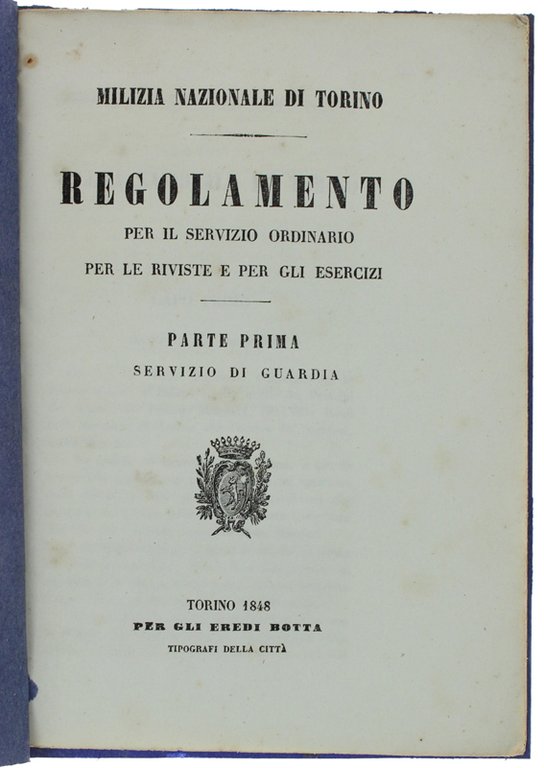 MILIZIA NAZIONALE DI TORINO
REGOLAMENTO
PER IL SERVIZIO ORDINARIO
PER LE RIVISTE E PER GLI ESERCIZI
PARTE PRIMA
SERVIZIO DI GUARDIA
TORINO 1848
PER GLI EREDI BOTTA
TIPOGRAFI DELLA CITTÀ